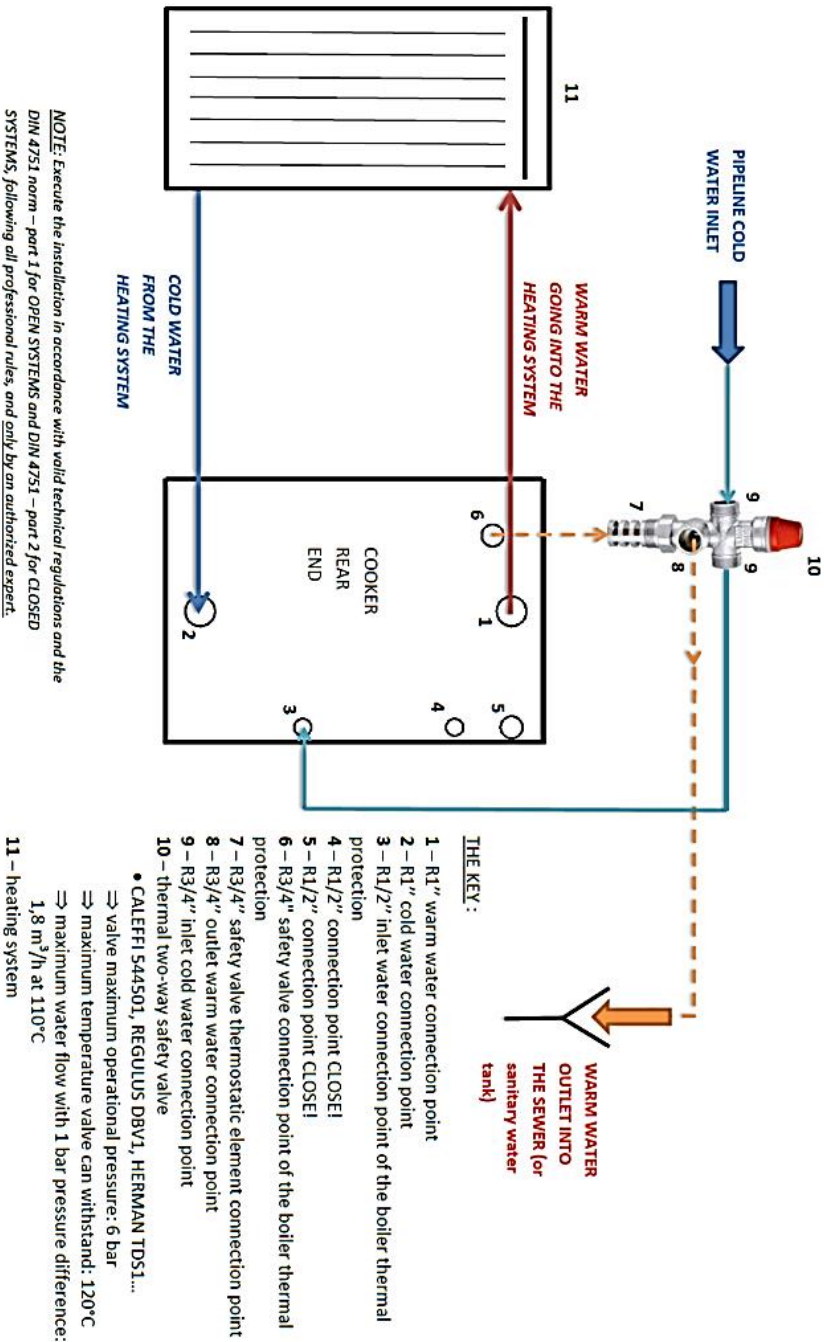 PIPELINE COLD
WATER INLET
11
WARM WATER
GOING INTO THE
HEATING SYSTEM
COLD WATER
FROM THE
HEATING SYSTEM
10
9
9
7
8
6
1
COOKER
REAR
END
2
5
4
3
WARM WATER
OUTLET INTO
THE SEWER (or
sanitary water
tank)
THE KEY :
1 – R1″ warm water connection point
2 – R1″ cold water connection point
3 – R1/2″ inlet water connection point of the boiler thermal
protection
4 – R1/2″ connection point CLOSE!
5 – R1/2″ connection point CLOSE!
6 – R3/4" safety valve connection point of the boiler thermal
protection
7 – R3/4″ safety valve thermostatic element connection point
8 – R3/4″ outlet warm water connection point
9 – R3/4″ inlet cold water connection point
10 – thermal two-way safety valve
• CALEFFI 544501, REGULUS DBV1, HERMAN TDS1...
⇒ valve maximum operational pressure: 6 bar
⇒ maximum temperature valve can withstand: 120°C
⇒ maximum water flow with 1 bar pressure difference:
1,8 m³/h at 110°C
11 – heating system
NOTE: Execute the installation in accordance with valid technical regulations and the
DIN 4751 norm – part 1 for OPEN SYSTEMS and DIN 4751 – part 2 for CLOSED
SYSTEMS, following all professional rules, and only by an authorized expert.